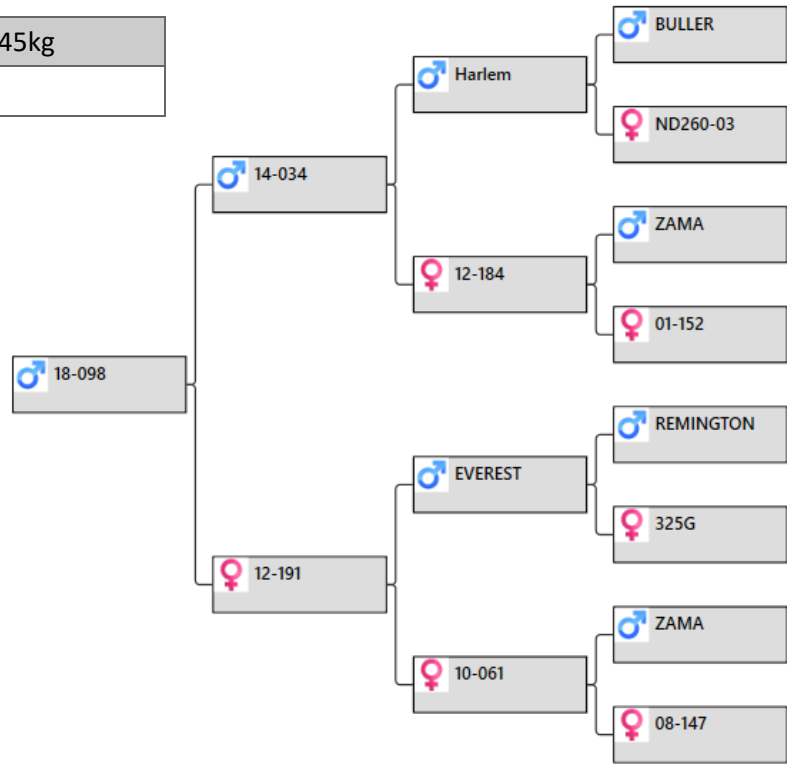 45kg
BULLER
Harlem
ND260-03
14-034
ZAMA
12-184
01-152
18-098
REMINGTON
EVEREST
325G
12-191
ZAMA
10-061
08-147